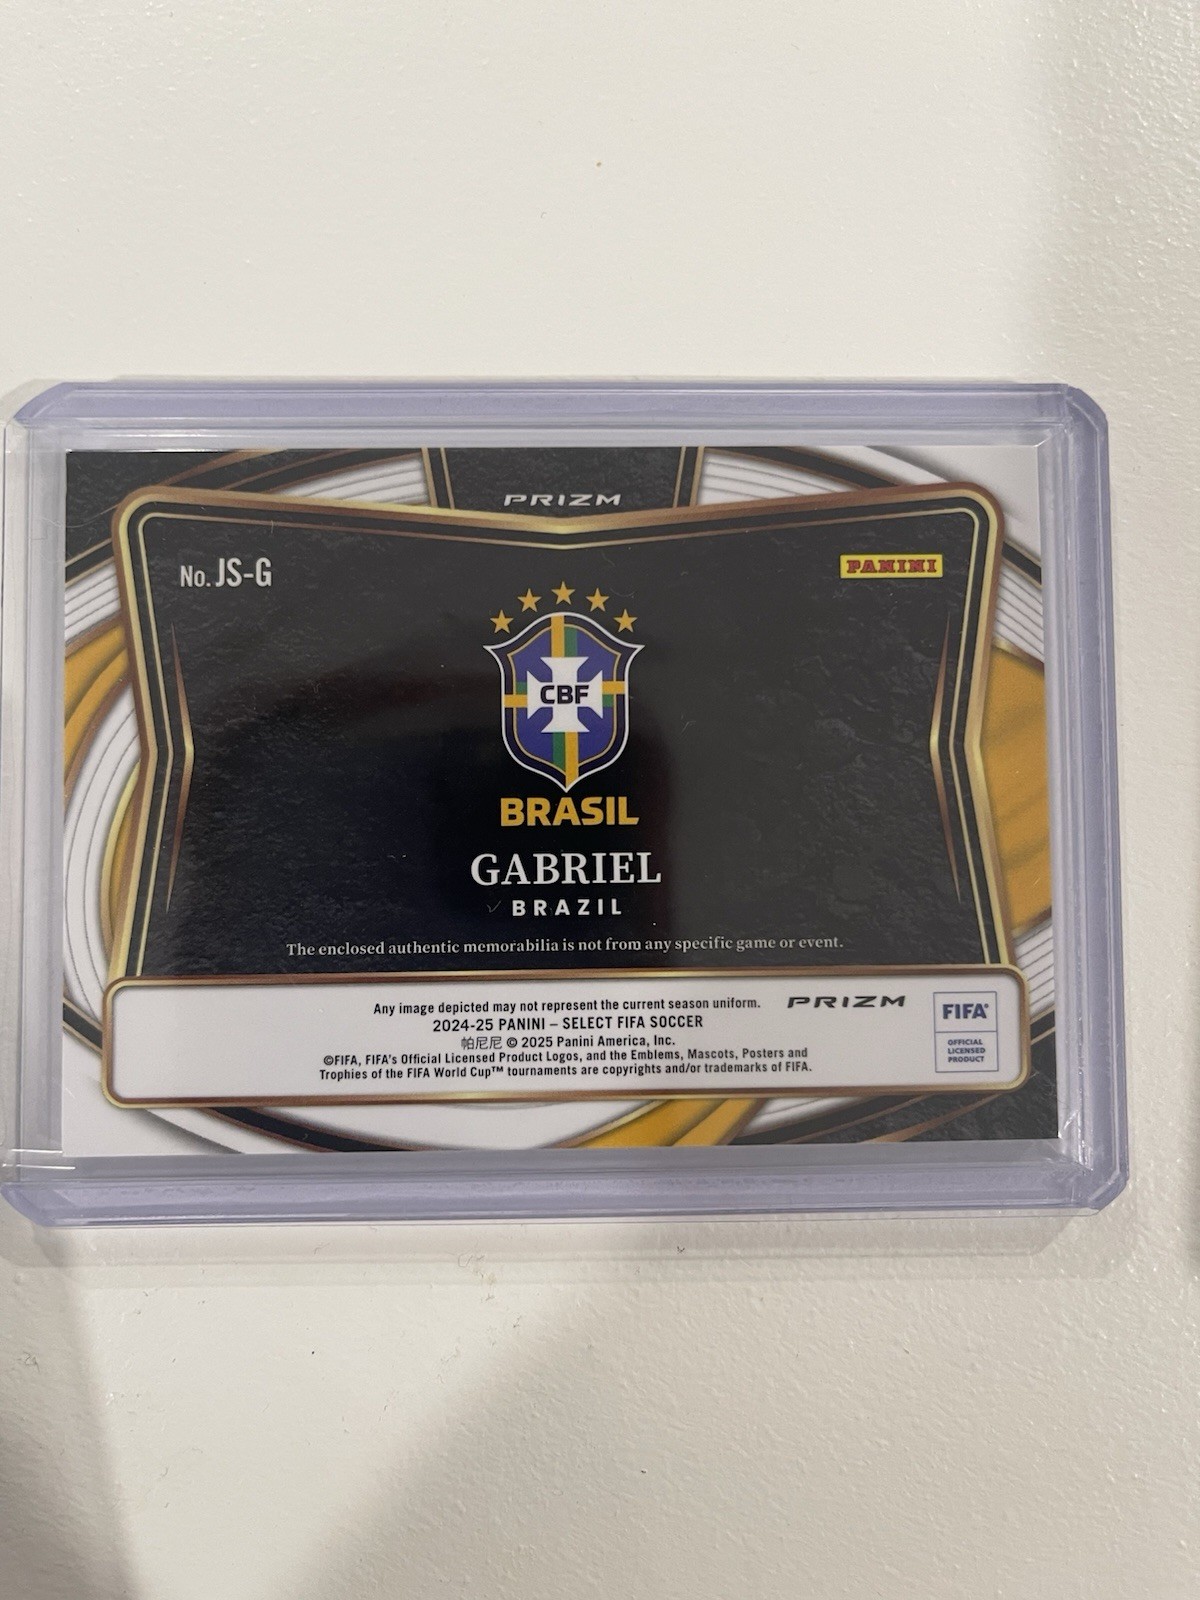 PRIZM
No. JS-G
PANINI
CBF
BRASIL
GABRIEL
BRAZIL
The enclosed authentic memorabilia is not from any specific game or event.
Any image depicted may not represent the current season uniform.
PRIZM
2024-25 PANINI – SELECT FIFA SOCCER
帕尼尼 © 2025 Panini America, Inc.
©FIFA, FIFA's Official Licensed Product Logos, and the Emblems, Mascots, Posters and
Trophies of the FIFA World Cup™ tournaments are copyrights and/or trademarks of FIFA.
FIFA®
OFFICIAL
LICENSED
PRODUCT